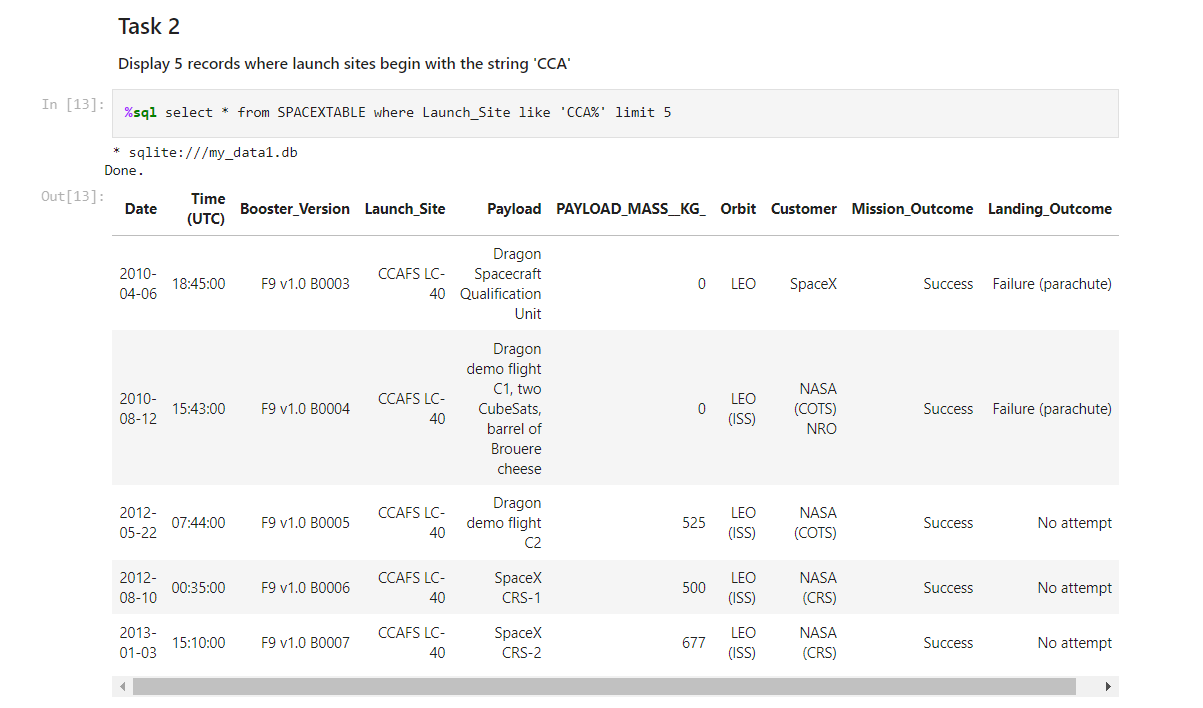 Task 2
Display 5 records where launch sites begin with the string 'CCA'
In [13]: %sql select * from SPACEXTABLE where Launch_Site like 'CCA%' limit 5
* sqlite:///my_data1.db
Done.
Out[13]:
Date Time (UTC) Booster_Version Launch_Site Payload PAYLOAD_MASS__KG_ Orbit Customer Mission_Outcome Landing_Outcome
2010-04-06 18:45:00 F9 v1.0 B0003 CCAFS LC-40 Dragon Spacecraft Qualification Unit 0 LEO SpaceX Success Failure (parachute)
2010-08-12 15:43:00 F9 v1.0 B0004 CCAFS LC-40 Dragon demo flight C1, two CubeSats, barrel of Brouere cheese 0 LEO (ISS) NASA (COTS) NRO Success Failure (parachute)
2012-05-22 07:44:00 F9 v1.0 B0005 CCAFS LC-40 Dragon demo flight C2 525 LEO (ISS) NASA (COTS) Success No attempt
2012-08-10 00:35:00 F9 v1.0 B0006 CCAFS LC-40 SpaceX CRS-1 500 LEO (ISS) NASA (CRS) Success No attempt
2013-01-03 15:10:00 F9 v1.0 B0007 CCAFS LC-40 SpaceX CRS-2 677 LEO (ISS) NASA (CRS) Success No attempt